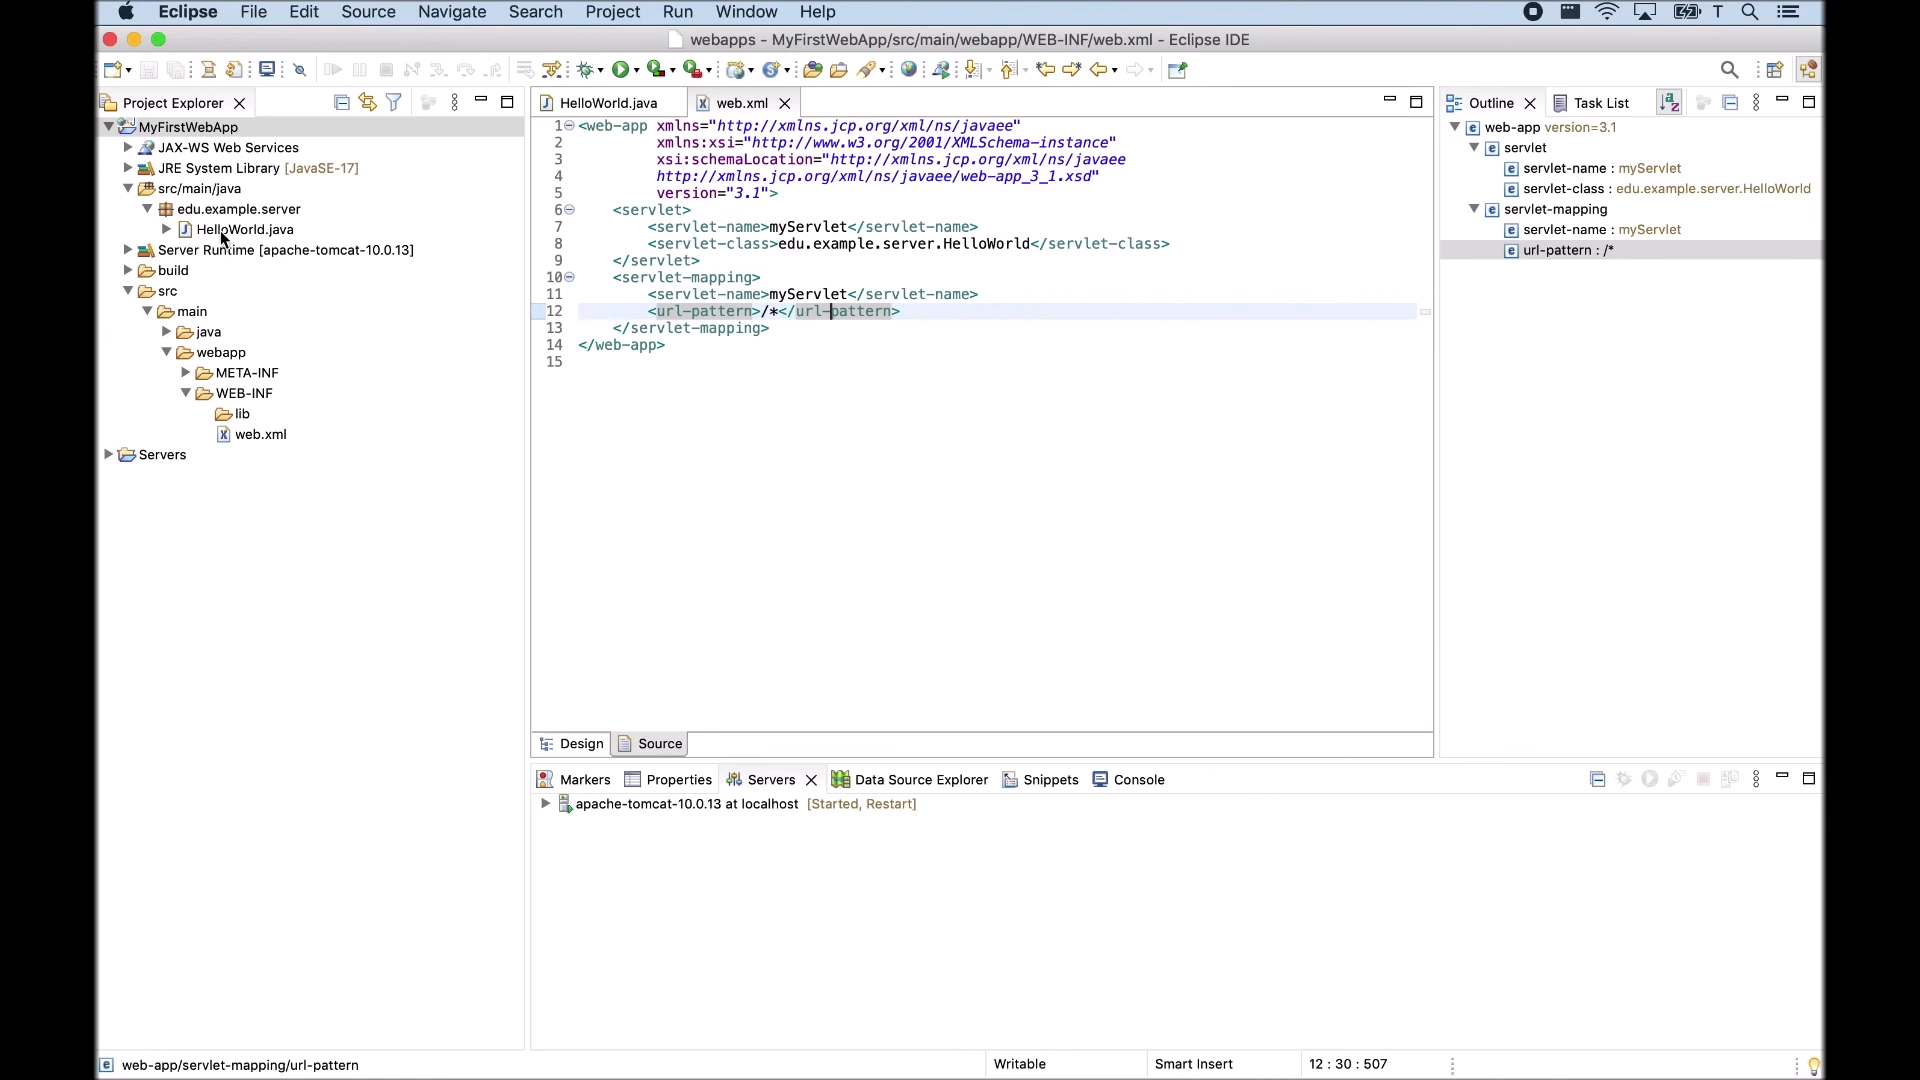 Eclipse File Edit Source Navigate Search Project Run Window Help T
webapps - MyFirstWebApp/src/main/webapp/WEB-INF/web.xml - Eclipse IDE
Project Explorer
MyFirstWebApp
JAX-WS Web Services
JRE System Library [JavaSE-17]
src/main/java
edu.example.server
HelloWorld.java
Server Runtime [apache-tomcat-10.0.13]
build
src
main
java
webapp
META-INF
WEB-INF
lib
web.xml
Servers
HelloWorld.java web.xml
1 <web-app xmlns="http://xmlns.jcp.org/xml/ns/javaee"
2 xmlns:xsi="http://www.w3.org/2001/XMLSchema-instance"
3 xsi:schemaLocation="http://xmlns.jcp.org/xml/ns/javaee
4 http://xmlns.jcp.org/xml/ns/javaee/web-app_3_1.xsd"
5 version="3.1">
6 <servlet>
7 <servlet-name>myServlet</servlet-name>
8 <servlet-class>edu.example.server.HelloWorld</servlet-class>
9 </servlet>
10 <servlet-mapping>
11 <servlet-name>myServlet</servlet-name>
12 <url-pattern>/*</url-pattern>
13 </servlet-mapping>
14 </web-app>
15
Design Source
Outline Task List
web-app version=3.1
servlet
servlet-name : myServlet
servlet-class : edu.example.server.HelloWorld
servlet-mapping
servlet-name : myServlet
url-pattern : /*
Markers Properties Servers Data Source Explorer Snippets Console
apache-tomcat-10.0.13 at localhost [Started, Restart]
web-app/servlet-mapping/url-pattern Writable Smart Insert 12 : 30 : 507